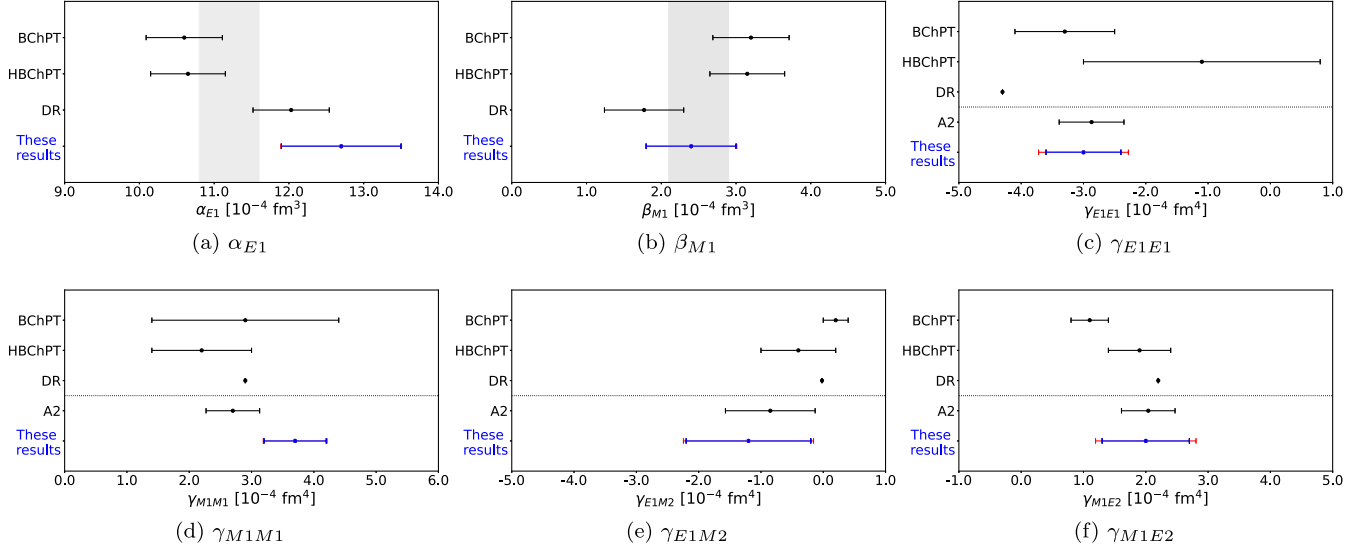 BChPT
HBChPT
DR
These
results
9.0 10.0 11.0 12.0 13.0 14.0
α_{E1} [10^{-4} fm^3]
(a) α_{E1}
BChPT
HBChPT
DR
These
results
0.0 1.0 2.0 3.0 4.0 5.0
β_{M1} [10^{-4} fm^3]
(b) β_{M1}
BChPT
HBChPT
DR
A2
These
results
-5.0 -4.0 -3.0 -2.0 -1.0 0.0 1.0
γ_{E1E1} [10^{-4} fm^4]
(c) γ_{E1E1}
BChPT
HBChPT
DR
A2
These
results
0.0 1.0 2.0 3.0 4.0 5.0 6.0
γ_{M1M1} [10^{-4} fm^4]
(d) γ_{M1M1}
BChPT
HBChPT
DR
A2
These
results
-5.0 -4.0 -3.0 -2.0 -1.0 0.0 1.0
γ_{E1M2} [10^{-4} fm^4]
(e) γ_{E1M2}
BChPT
HBChPT
DR
A2
These
results
-1.0 0.0 1.0 2.0 3.0 4.0 5.0
γ_{M1E2} [10^{-4} fm^4]
(f) γ_{M1E2}